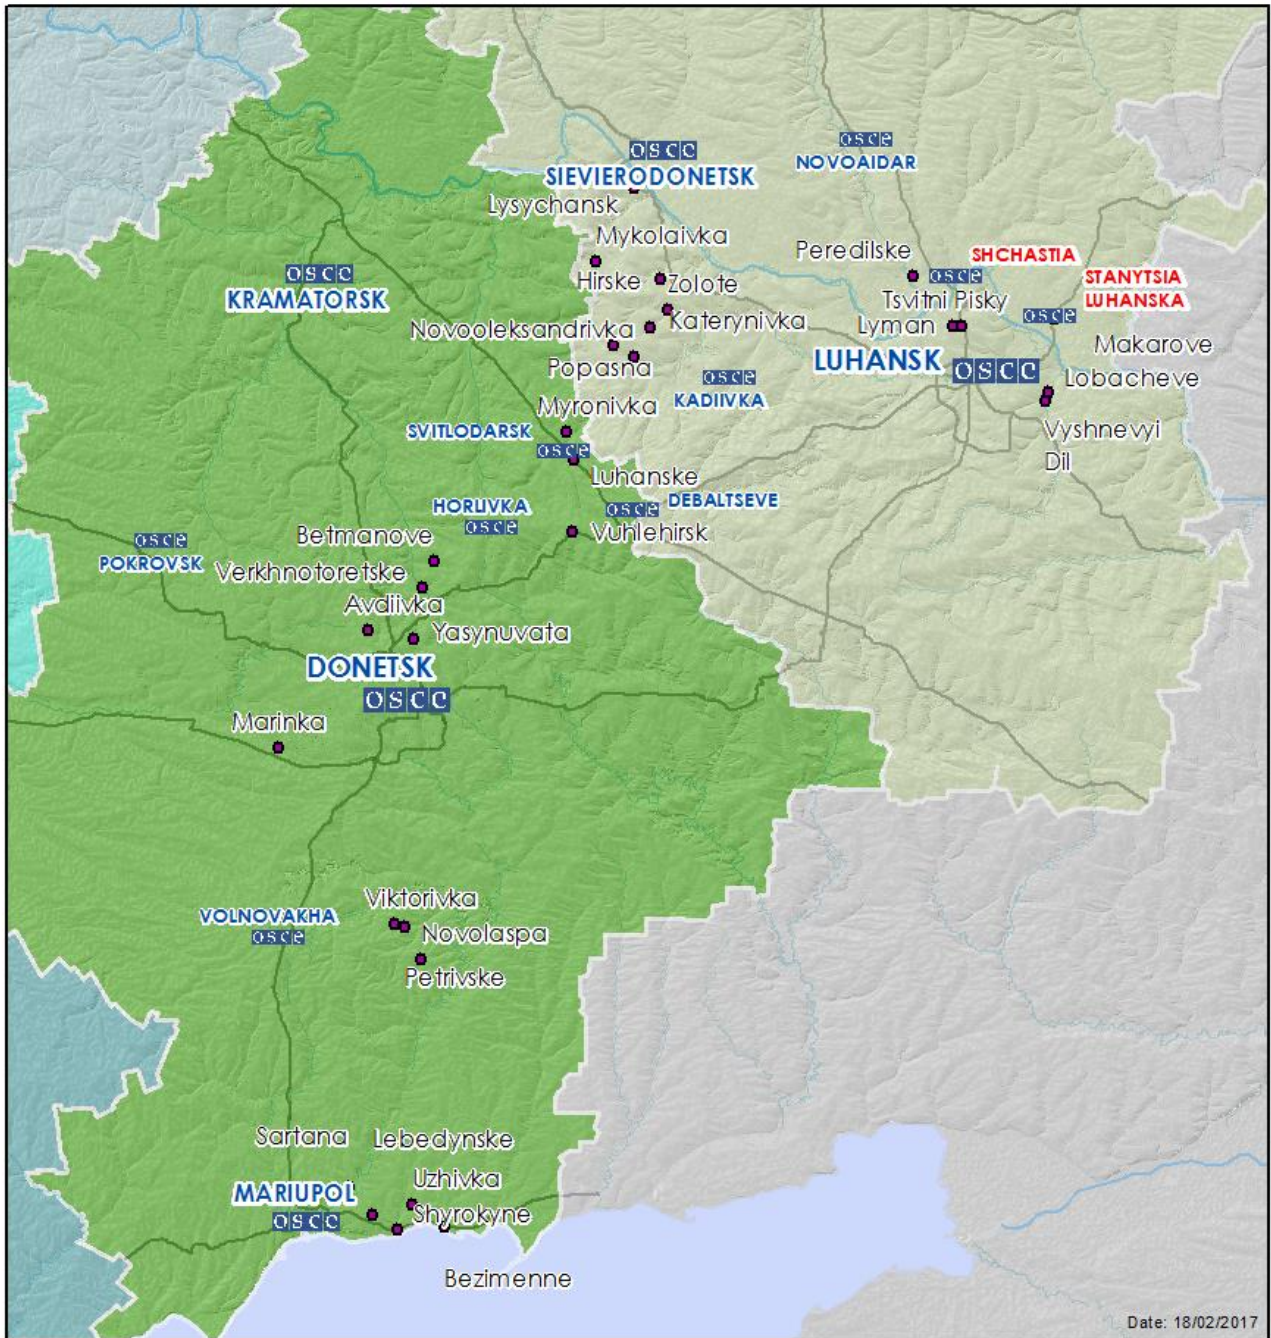 osce
SIEVIERODONETSK
Lysychansk
osce
NOVOAIDAR
Mykolaivka
Hirske
Zolote
Katerynivka
Novooleksandrivka
Popasna
Peredilske
osce
SHCHASTIA
Tsvitni Pisky
Lyman
STANYTSIA
LUHANSKA
osce
Makarove
LUHANSK
osce
Lobacheve
Vyshnevyi
Dil
osce
KRAMATORSK
osce
KADIIVKA
Myronivka
SVITLODARSK
osce
Luhanske
osce
DEBALTSEVE
HORLIVKA
osce
Vuhlehirsk
osce
POKROVSK
Betmanove
Verkhnotoretske
Avdiivka
Yasynuvata
DONETSK
osce
Marinka
VOLNOVAKHA
osce
Viktorivka
Novolaspa
Petrivske
Sartana
Lebedynske
MARIUPOL
osce
Uzhivka
Shyrokyne
Bezimenne
Date: 18/02/2017